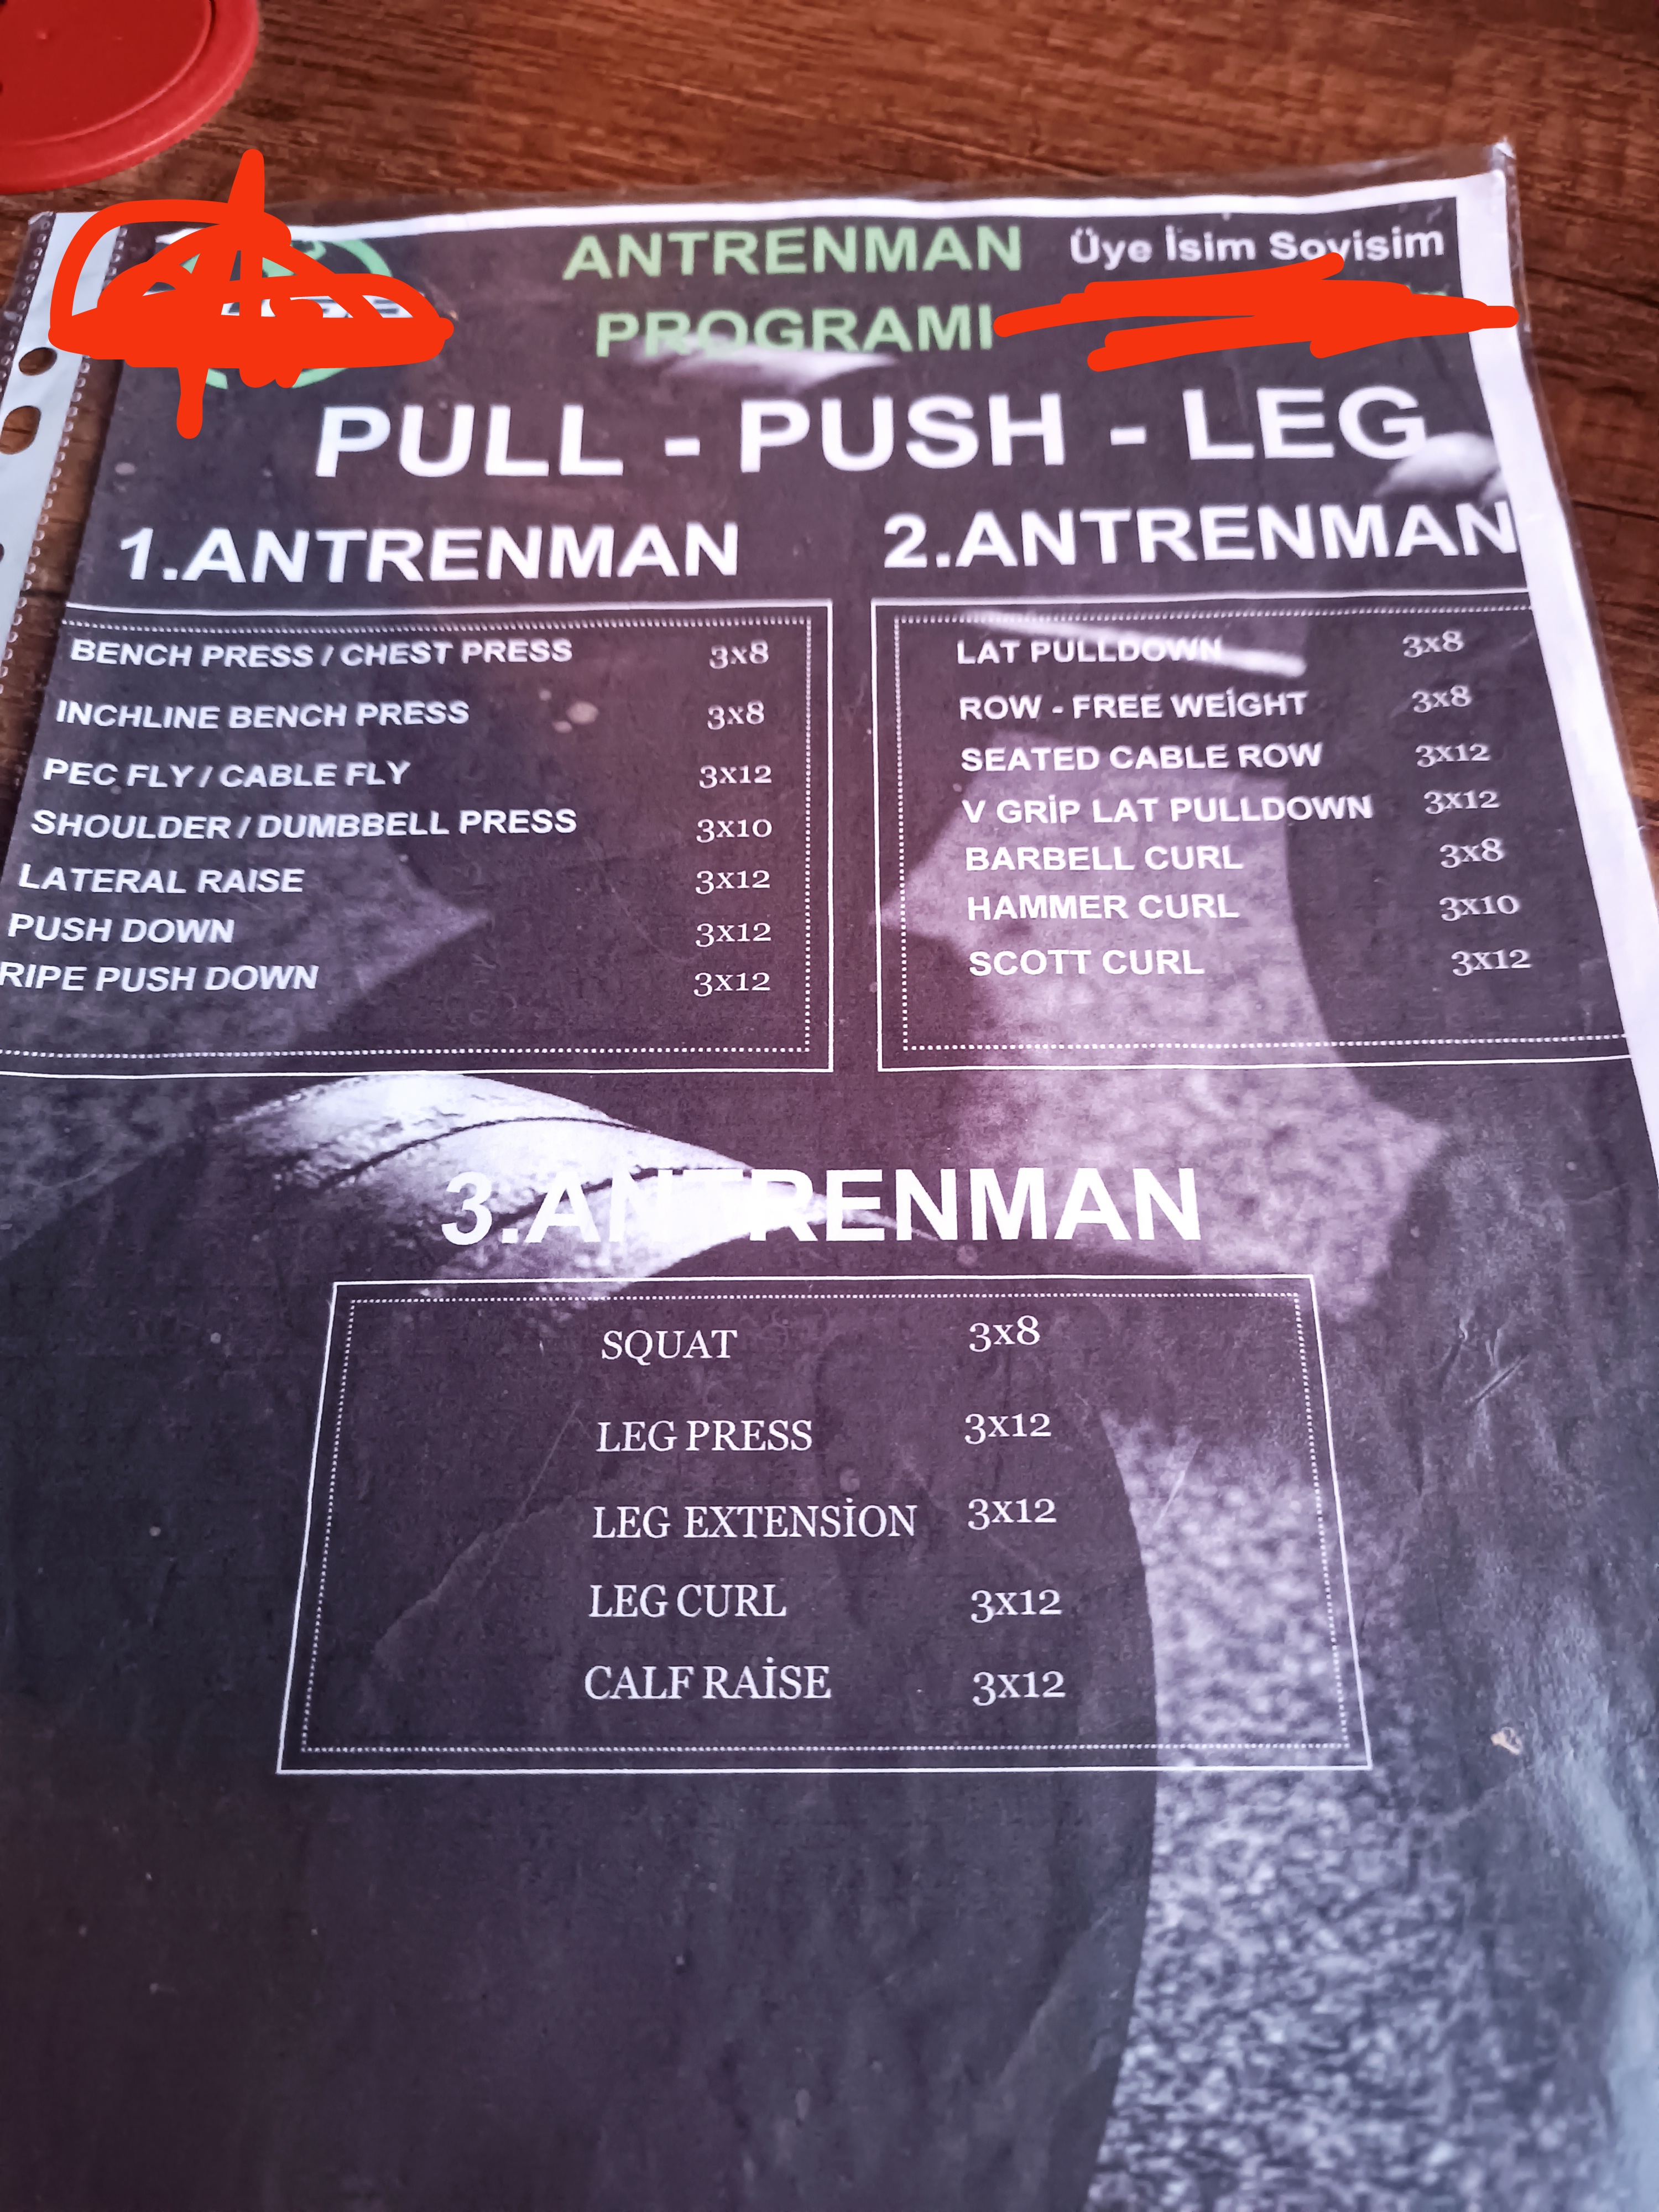 ANTRENMAN
PROGRAMI
Üye İsim Soyisim
PULL - PUSH - LEG
1.ANTRENMAN
BENCH PRESS / CHEST PRESS 3x8
INCHLINE BENCH PRESS 3x8
PEC FLY / CABLE FLY 3x12
SHOULDER / DUMBBELL PRESS 3x10
LATERAL RAISE 3x12
PUSH DOWN 3x12
RIPE PUSH DOWN 3x12
2.ANTRENMAN
LAT PULLDOWN 3x8
ROW - FREE WEİGHT 3x8
SEATED CABLE ROW 3x12
V GRİP LAT PULLDOWN 3x12
BARBELL CURL 3x8
HAMMER CURL 3x10
SCOTT CURL 3x12
3.ANTRENMAN
SQUAT 3x8
LEG PRESS 3x12
LEG EXTENSİON 3x12
LEG CURL 3x12
CALF RAİSE 3x12